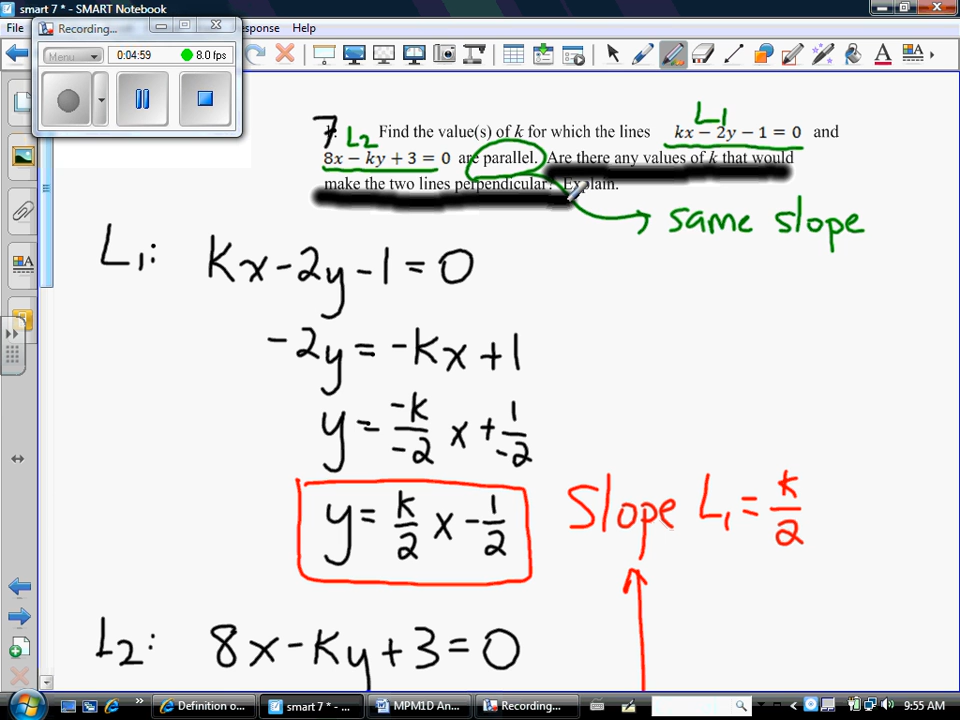 smart 7 * - SMART Notebook
File
esponse
Help
Recording...
Menu
0:04:59
8.0 fps
7 L2 Find the value(s) of k for which the lines kx − 2y − 1 = 0 and
L1
8x − ky + 3 = 0 are parallel. Are there any values of k that would
make the two lines perpendicular? Explain.
same slope
L1: kx - 2y - 1 = 0
-2y = -kx + 1
y = -k/-2 x + 1/-2
y = k/2 x - 1/2
Slope L1 = k/2
L2: 8x - ky + 3 = 0
Definition o...
smart 7 * - ...
MPM1D An...
Recording...
9:55 AM